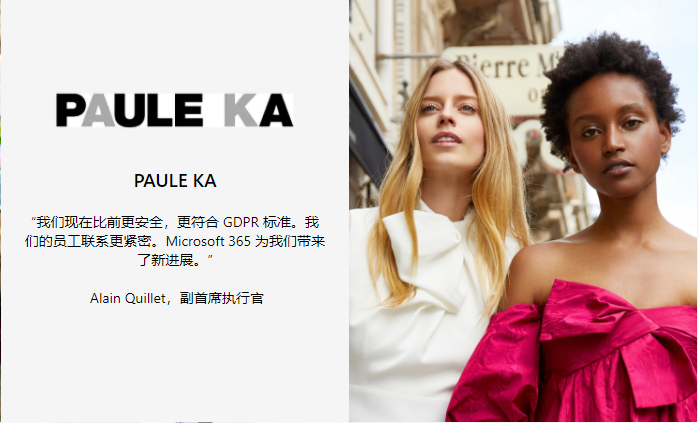 PAULE KA
PAULE KA
“我们现在比前更安全，更符合 GDPR 标准。我
们的员工联系更紧密。Microsoft 365 为我们带来
了新进展。”
Alain Quillet，副首席执行官
Pierre M